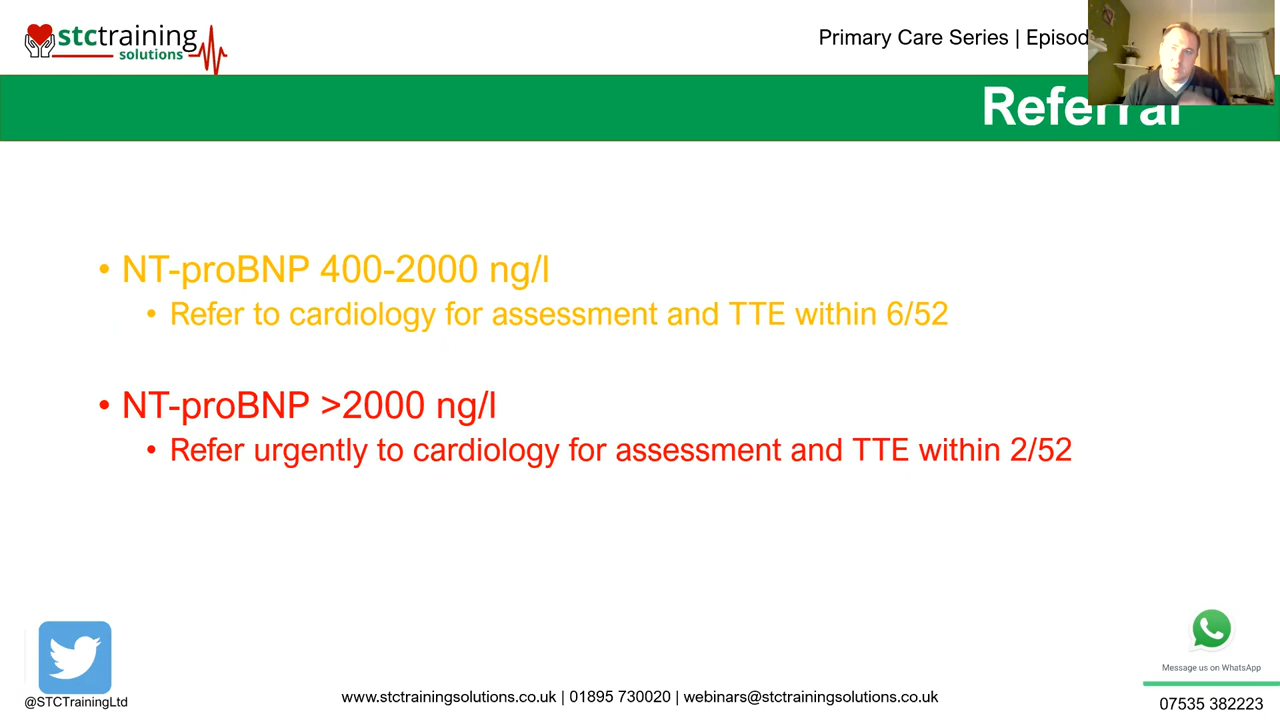 stctraining
solutions
Primary Care Series | Episod
Referral
• NT-proBNP 400-2000 ng/l
• Refer to cardiology for assessment and TTE within 6/52
• NT-proBNP >2000 ng/l
• Refer urgently to cardiology for assessment and TTE within 2/52
@STCTrainingLtd
www.stctrainingsolutions.co.uk | 01895 730020 | webinars@stctrainingsolutions.co.uk
Message us on WhatsApp
07535 382223